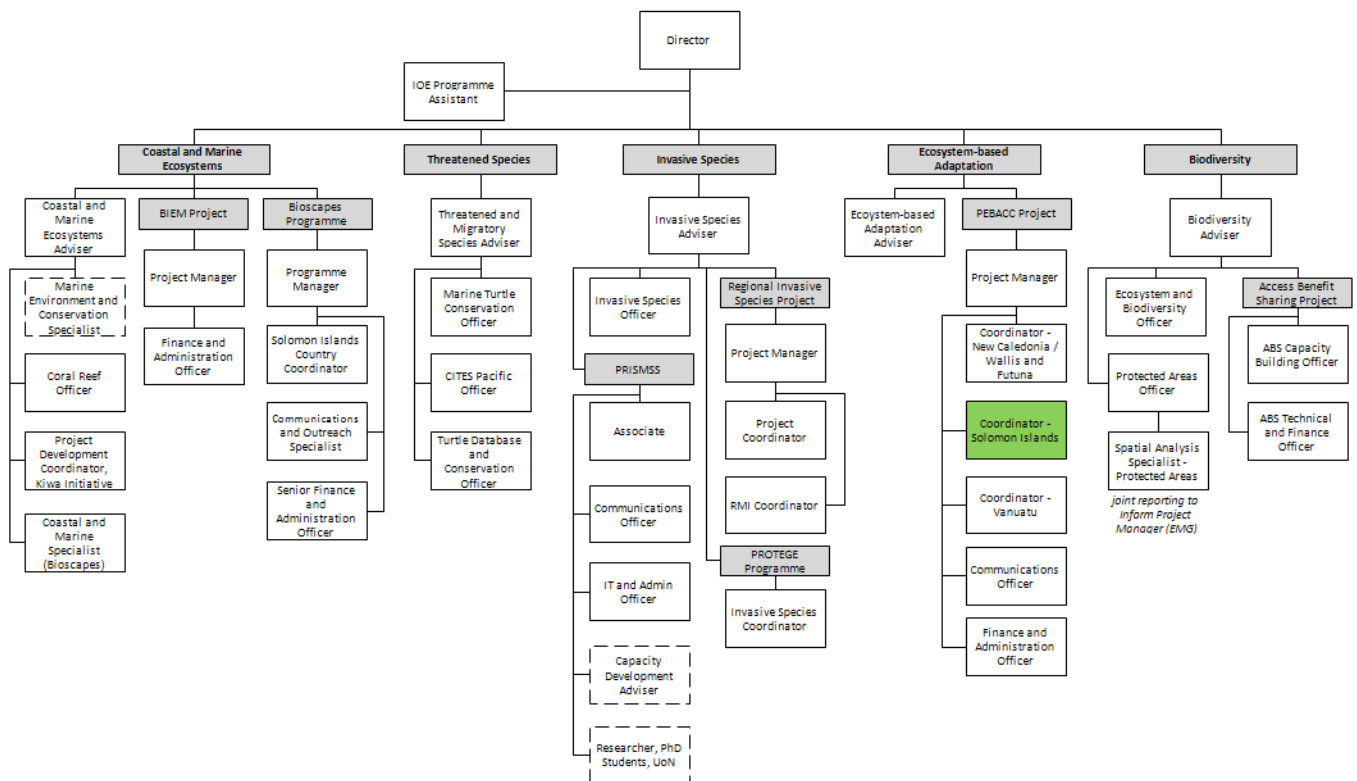 Director
IOE Programme
Assistant
Coastal and Marine
Ecosystems
Threatened Species
Invasive Species
Ecosystem-based
Adaptation
Biodiversity
Coastal and
Marine
Ecosystems
Adviser
BIEM Project
Bioscapes
Programme
Threatened and
Migratory
Species Adviser
Invasive Species
Adviser
Ecoystem-based
Adaptation
Adviser
PEBACC Project
Biodiversity
Adviser
Marine
Environment and
Conservation
Specialist
Project Manager
Programme
Manager
Marine Turtle
Conservation
Officer
Invasive Species
Officer
Regional Invasive
Species Project
Project Manager
Ecosystem and
Biodiversity
Officer
Access Benefit
Sharing Project
Coral Reef
Officer
Finance and
Administration
Officer
Solomon Islands
Country
Coordinator
CITES Pacific
Officer
PRISMSS
Project Manager
Coordinator -
New Caledonia /
Wallis and
Futuna
Protected Areas
Officer
ABS Capacity
Building Officer
Project
Development
Coordinator,
Kiwa Initiative
Communications
and Outreach
Specialist
Turtle Database
and
Conservation
Officer
Associate
Project
Coordinator
Coordinator -
Solomon Islands
Spatial Analysis
Specialist -
Protected Areas
ABS Technical
and Finance
Officer
joint reporting to
Inform Project
Manager (EMG)
Coastal and
Marine
Specialist
(Bioscapes)
Senior Finance
and
Administration
Officer
Communications
Officer
RMI Coordinator
Coordinator -
Vanuatu
IT and Admin
Officer
PROTEGE
Programme
Communications
Officer
Invasive Species
Coordinator
Finance and
Administration
Officer
Capacity
Development
Adviser
Researcher, PhD
Students, UoN